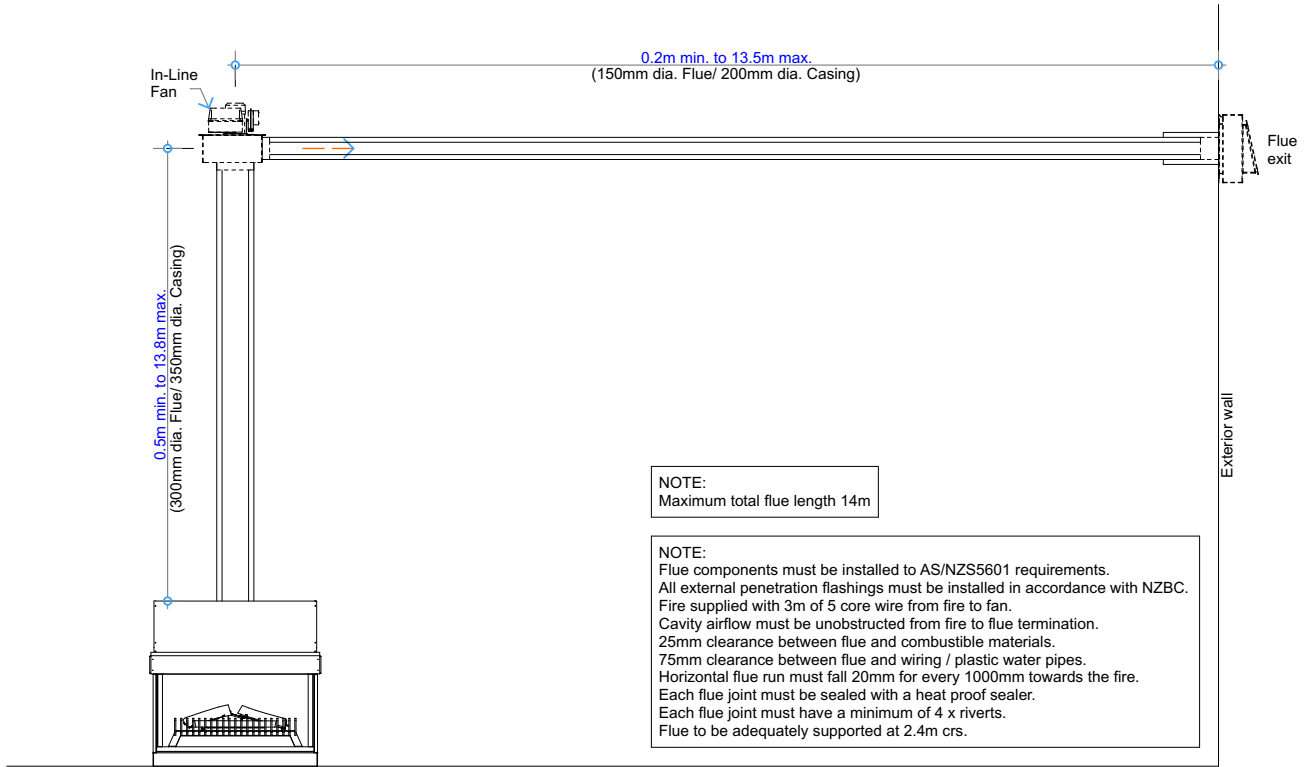 0.2m min. to 13.5m max.
(150mm dia. Flue/ 200mm dia. Casing)
In-Line
Fan
Flue
exit
0.5m min. to 13.8m max.
(300mm dia. Flue/ 350mm dia. Casing)
Exterior wall
NOTE:
Maximum total flue length 14m
NOTE:
Flue components must be installed to AS/NZS5601 requirements.
All external penetration flashings must be installed in accordance with NZBC.
Fire supplied with 3m of 5 core wire from fire to fan.
Cavity airflow must be unobstructed from fire to flue termination.
25mm clearance between flue and combustible materials.
75mm clearance between flue and wiring / plastic water pipes.
Horizontal flue run must fall 20mm for every 1000mm towards the fire.
Each flue joint must be sealed with a heat proof sealer.
Each flue joint must have a minimum of 4 x riverts.
Flue to be adequately supported at 2.4m crs.